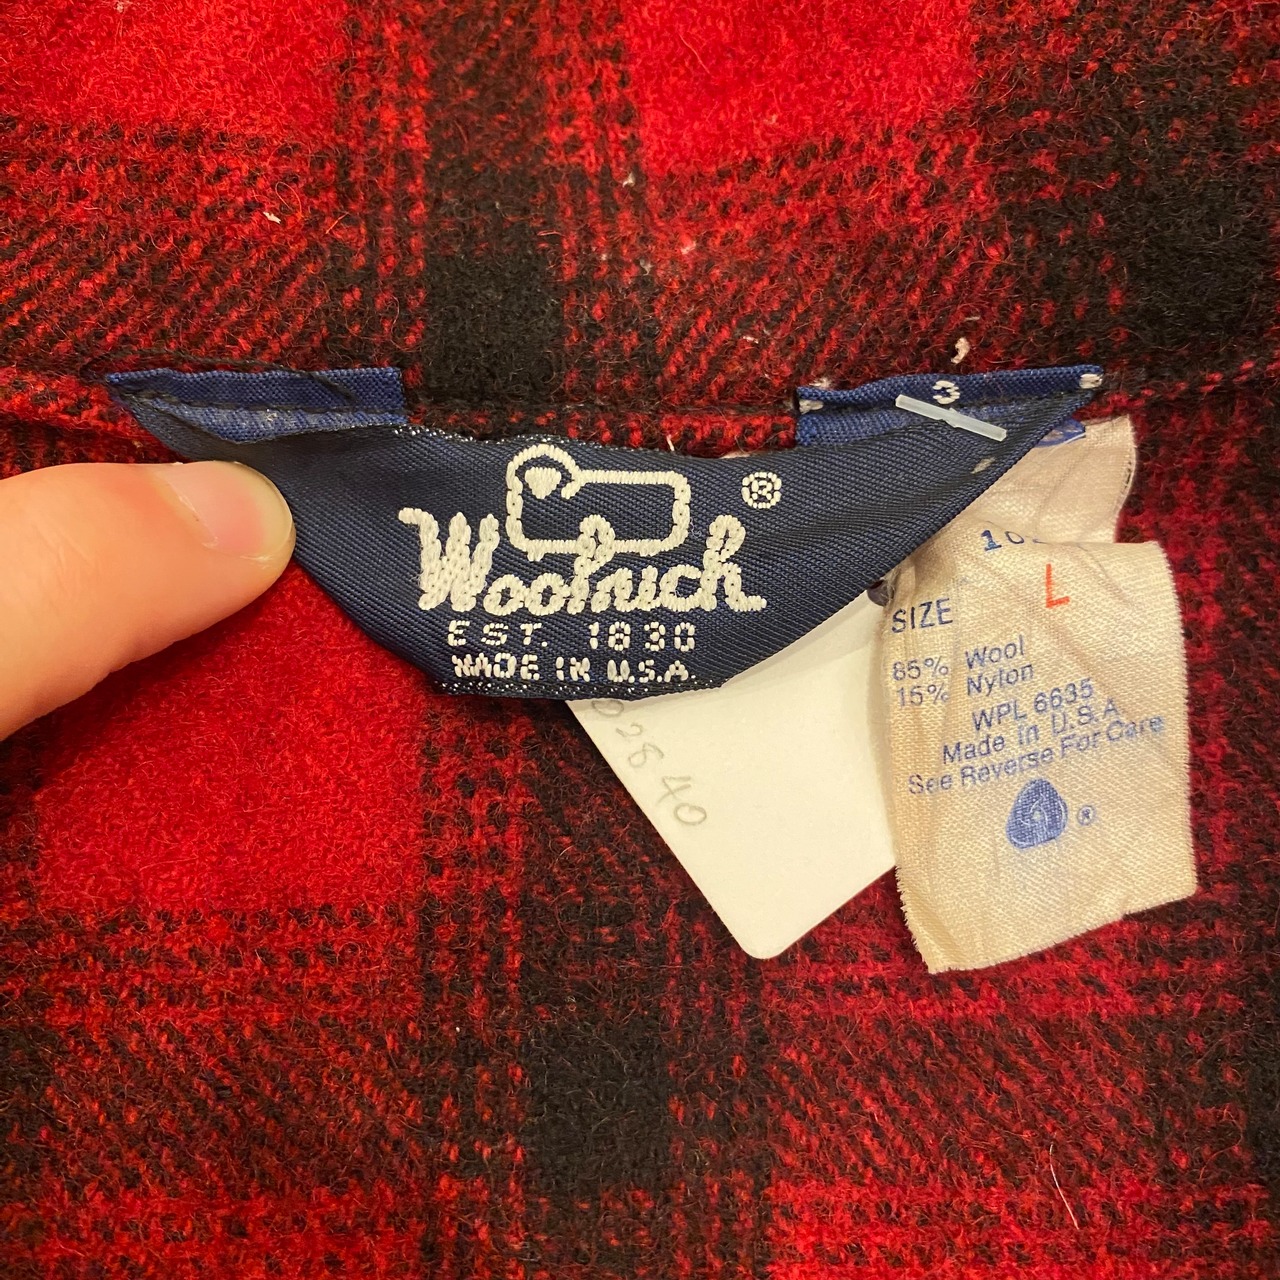 ®
Woolrich
EST. 1830
MADE IN U.S.A.
SIZE L
85% Wool
15% Nylon
WPL 6635
Made In U.S.A.
See Reverse For Care
®